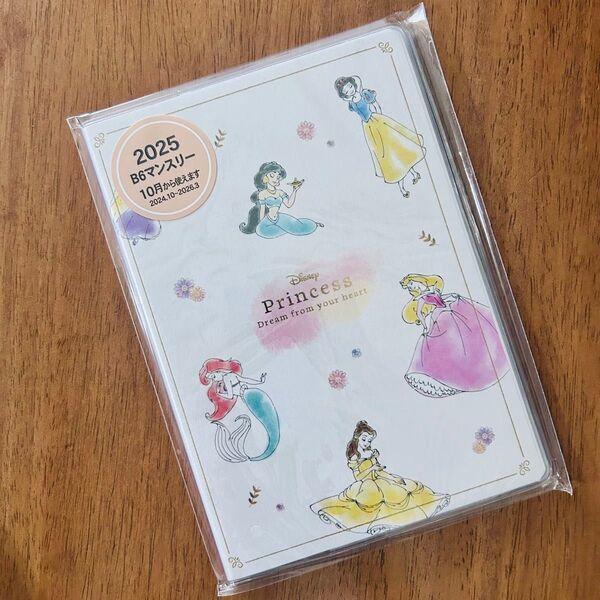 2025
B6マンスリー
10月から使えます
2024.10~2026.3
Disney
Princess
Dream from your heart